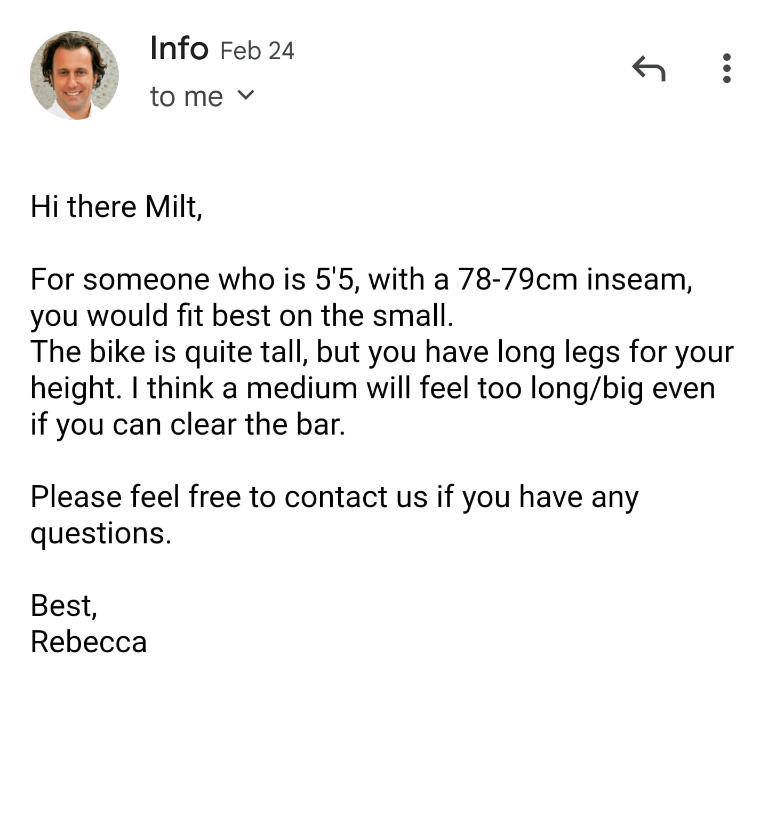 Info Feb 24
to me
Hi there Milt,
For someone who is 5'5, with a 78-79cm inseam,
you would fit best on the small.
The bike is quite tall, but you have long legs for your
height. I think a medium will feel too long/big even
if you can clear the bar.
Please feel free to contact us if you have any
questions.
Best,
Rebecca